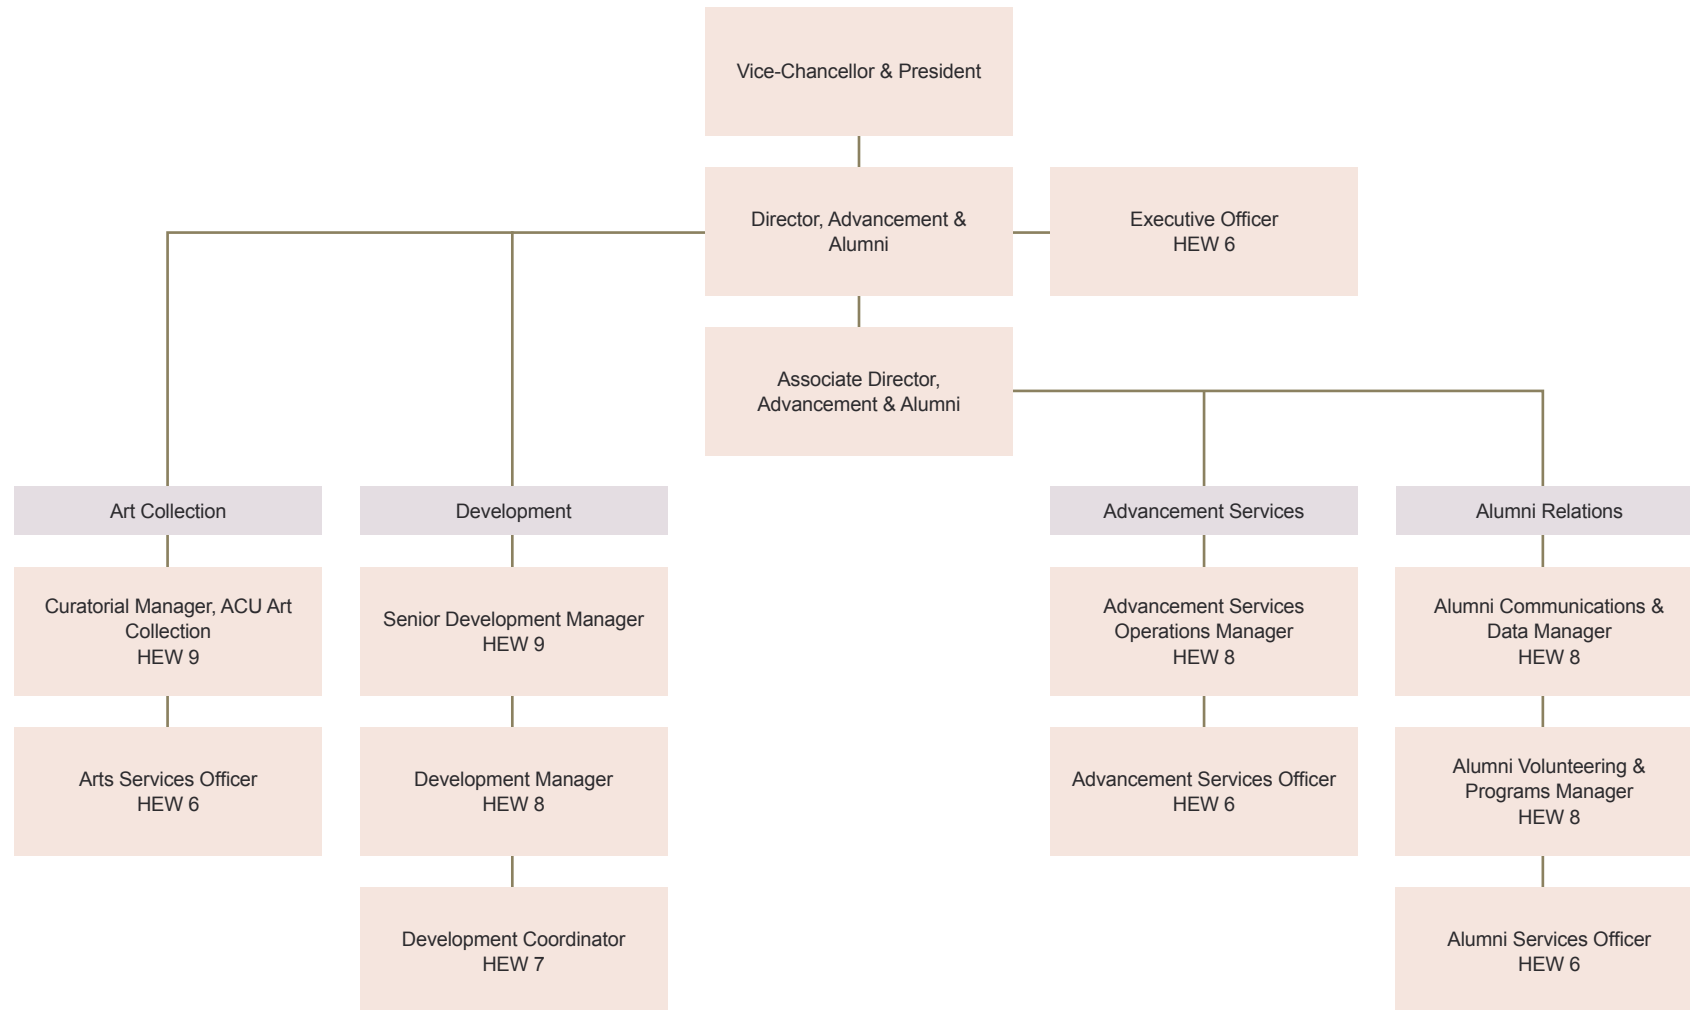 Vice-Chancellor & President
Director, Advancement &
Alumni
Executive Officer
HEW 6
Associate Director,
Advancement & Alumni
Art Collection
Development
Advancement Services
Alumni Relations
Curatorial Manager, ACU Art
Collection
HEW 9
Senior Development Manager
HEW 9
Advancement Services
Operations Manager
HEW 8
Alumni Communications &
Data Manager
HEW 8
Arts Services Officer
HEW 6
Development Manager
HEW 8
Advancement Services Officer
HEW 6
Alumni Volunteering &
Programs Manager
HEW 8
Development Coordinator
HEW 7
Alumni Services Officer
HEW 6